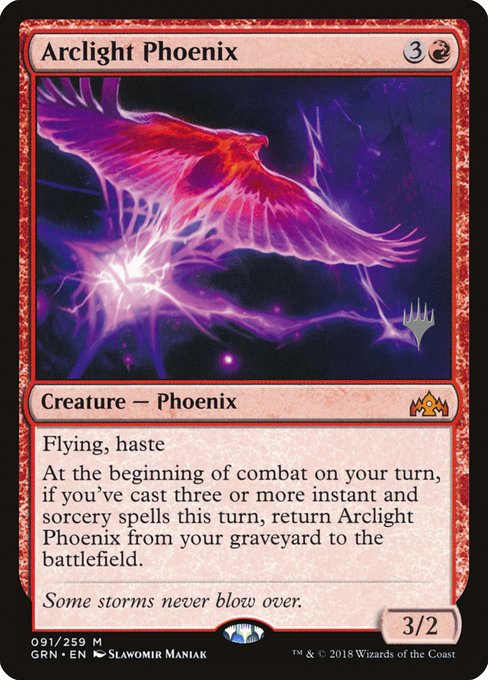 Arclight Phoenix 3
Creature — Phoenix
Flying, haste
At the beginning of combat on your turn,
if you've cast three or more instant and
sorcery spells this turn, return Arclight
Phoenix from your graveyard to the
battlefield.
Some storms never blow over.
3/2
091/259 M
GRN • EN Slawomir Maniak
™ & © 2018 Wizards of the Coast